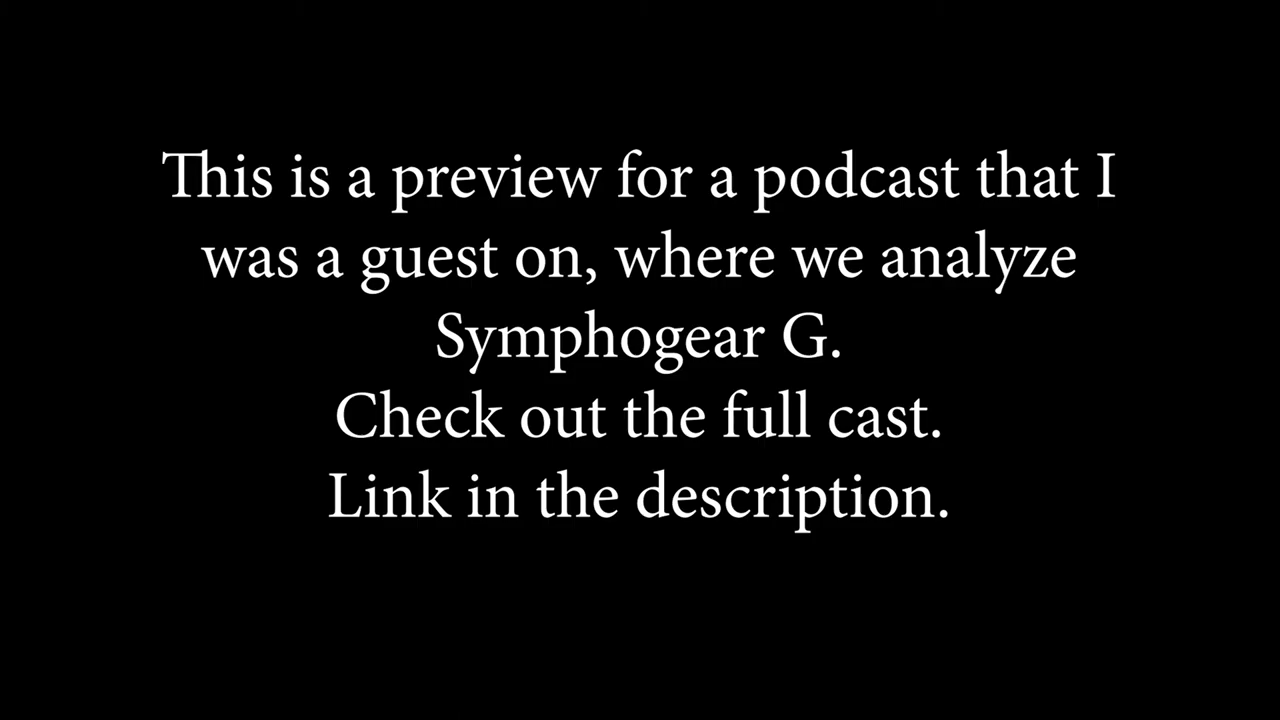 This is a preview for a podcast that I
was a guest on, where we analyze
Symphogear G.
Check out the full cast.
Link in the description.